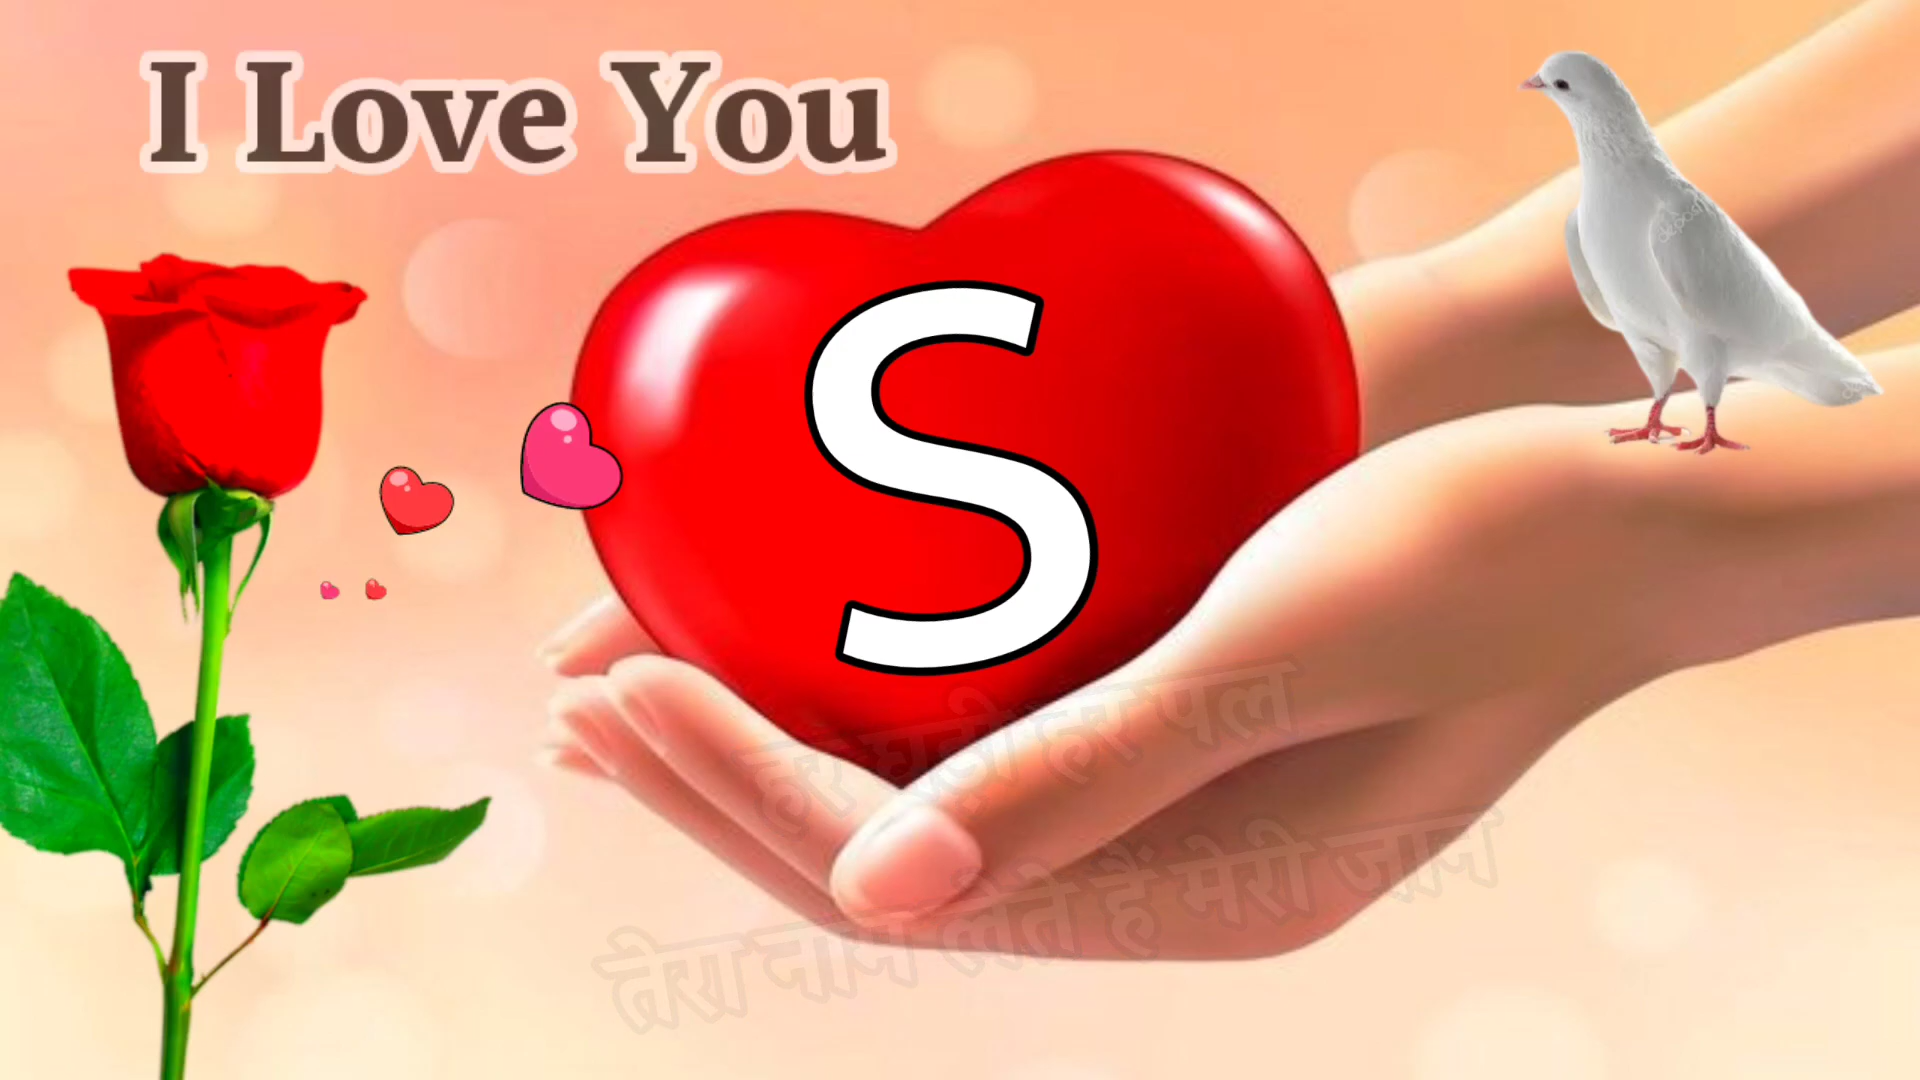 I Love You
S
हर घड़ी हर पल
तेरा नाम लेते हैं मेरी जान